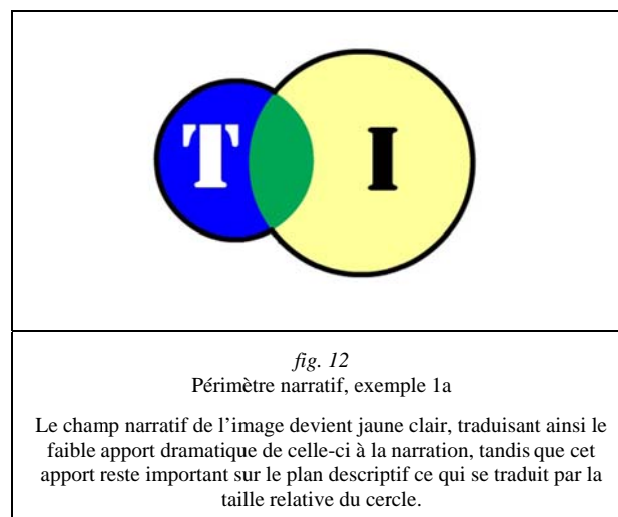 T I
fig. 12
Périmètre narratif, exemple 1a
Le champ narratif de l'image devient jaune clair, traduisant ainsi le
faible apport dramatique de celle-ci à la narration, tandis que cet
apport reste important sur le plan descriptif ce qui se traduit par la
taille relative du cercle.